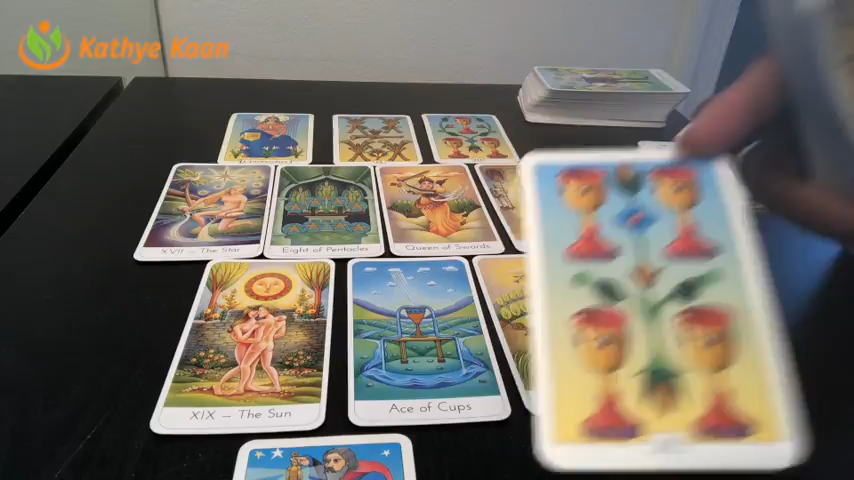 Kathye Kaan
XVII - The Star
Eight of Pentacles
Queen of Swords
XIX - The Sun
Ace of Cups